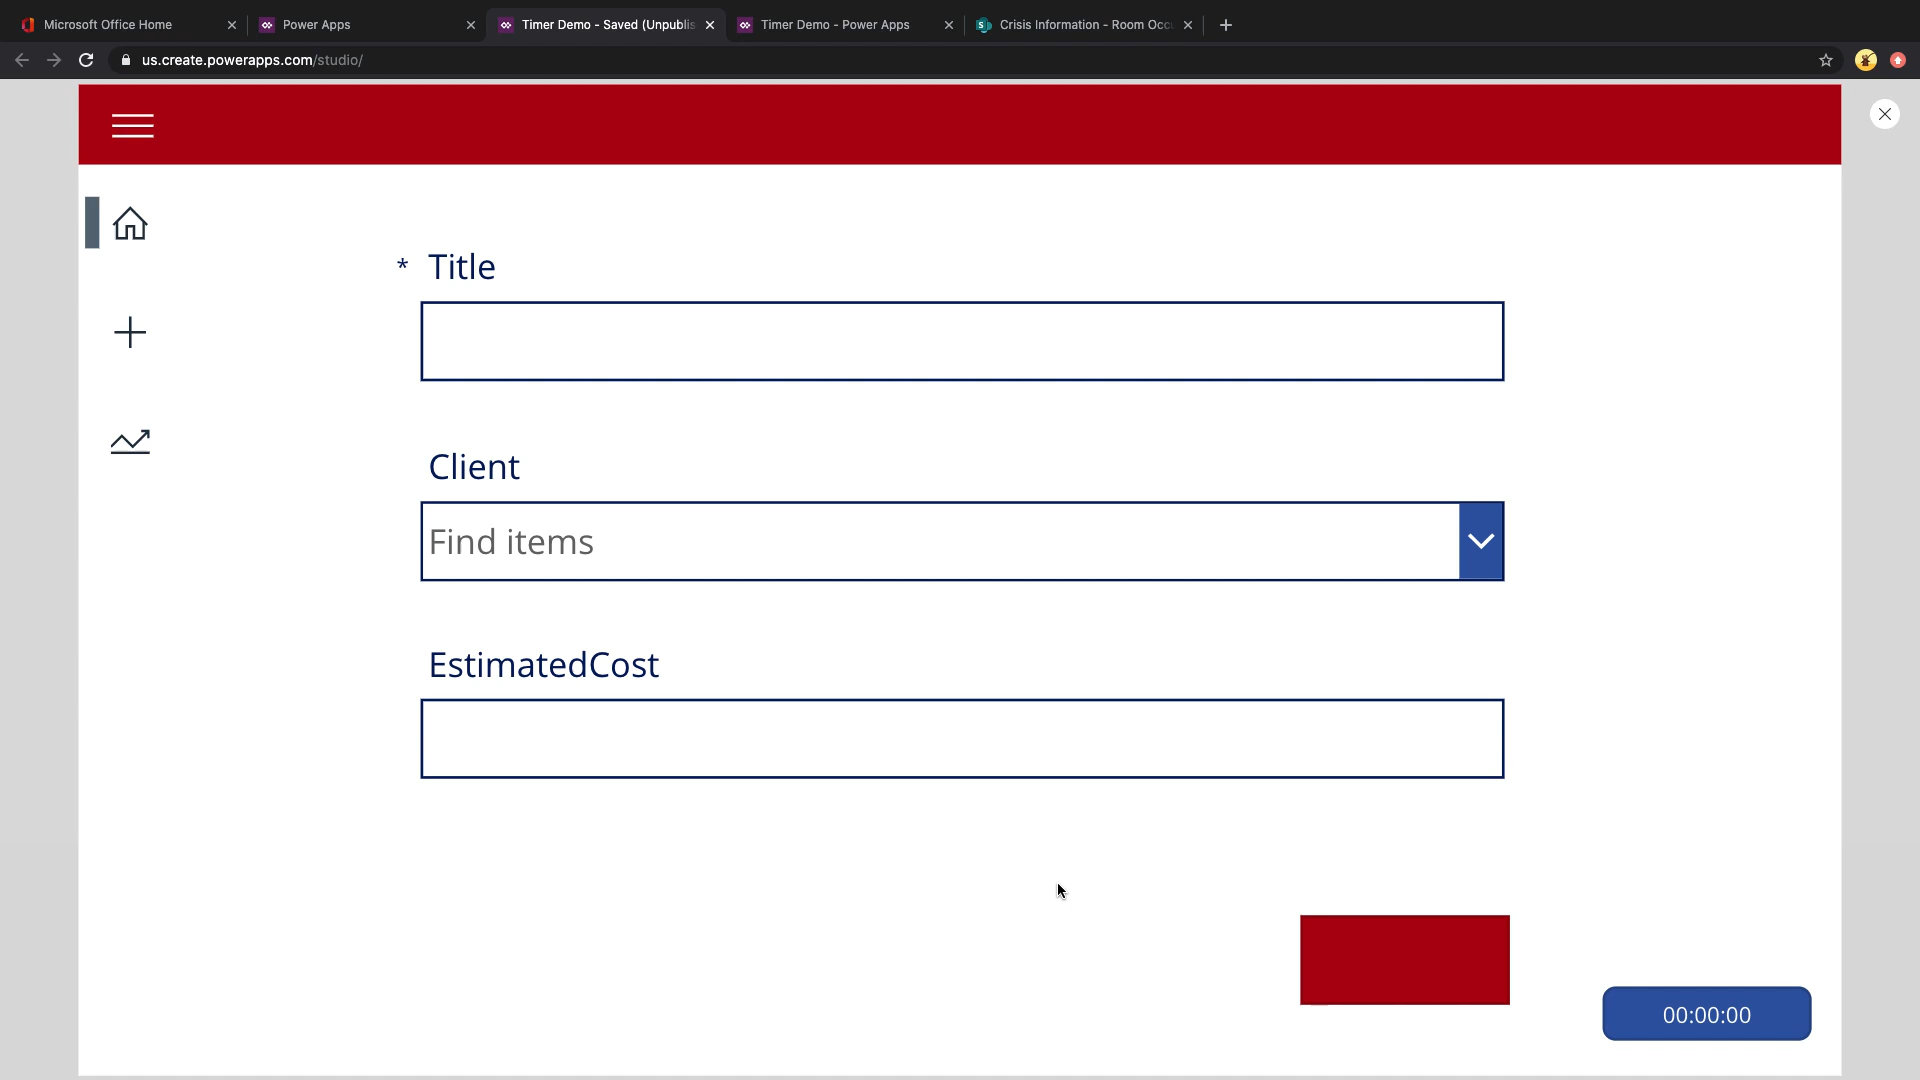 Microsoft Office Home
Power Apps
Timer Demo - Saved (Unpublis
Timer Demo - Power Apps
Crisis Information - Room Occu
us.create.powerapps.com/studio/
* Title
Client
Find items
EstimatedCost
00:00:00